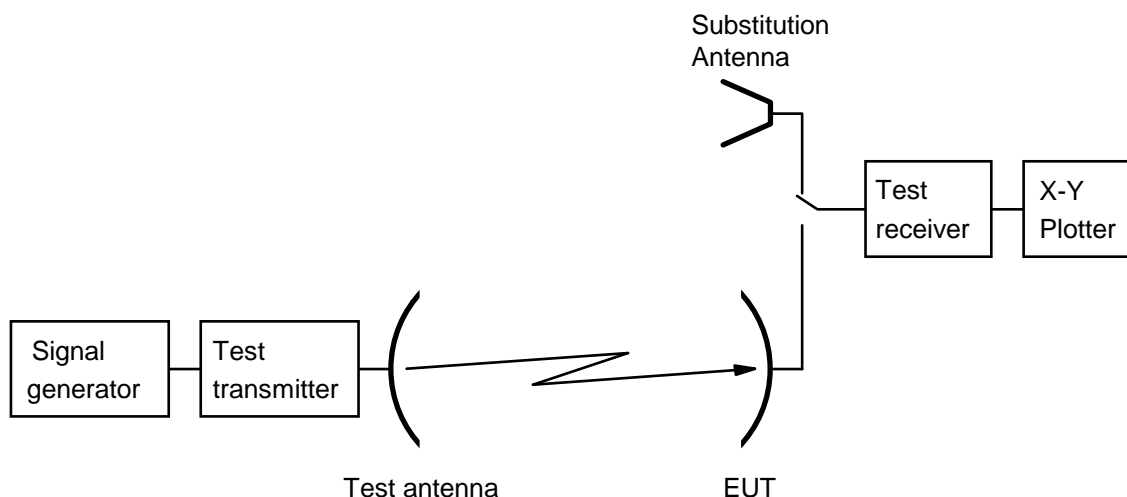 Substitution
Antenna
Test
receiver
X-Y
Plotter
Signal
generator
Test
transmitter
Test antenna
EUT